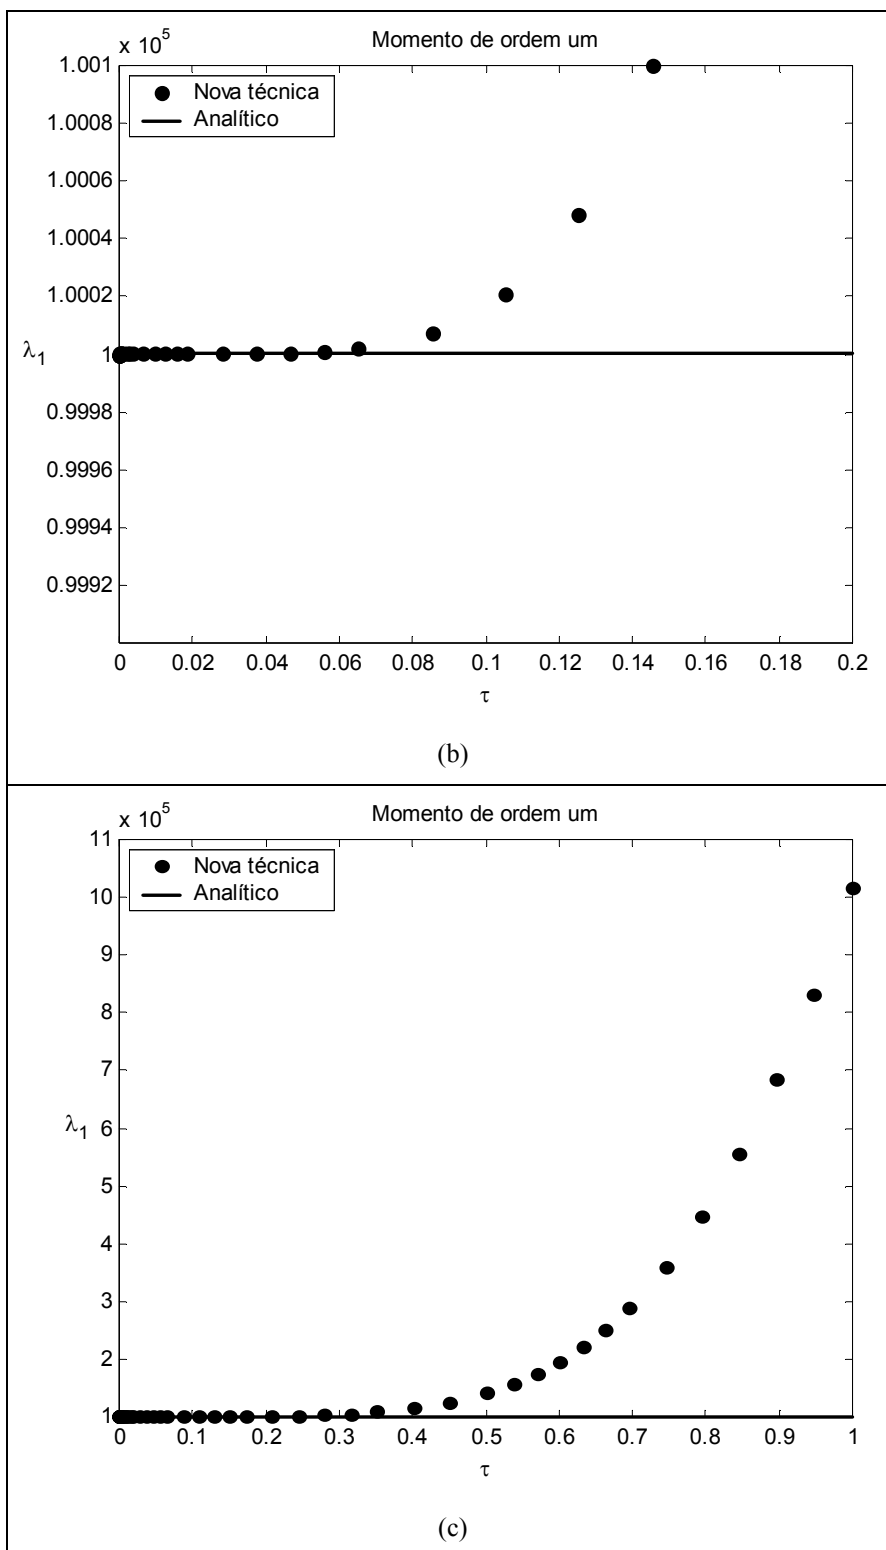 x 10^5
Momento de ordem um
1.001
Nova técnica
Analítico
1.0008
1.0006
1.0004
1.0002
λ1
1
0.9998
0.9996
0.9994
0.9992
0 0.02 0.04 0.06 0.08 0.1 0.12 0.14 0.16 0.18 0.2
τ
(b)
x 10^5
Momento de ordem um
11
Nova técnica
Analítico
10
9
8
7
λ1
6
5
4
3
2
1
0 0.1 0.2 0.3 0.4 0.5 0.6 0.7 0.8 0.9 1
τ
(c)